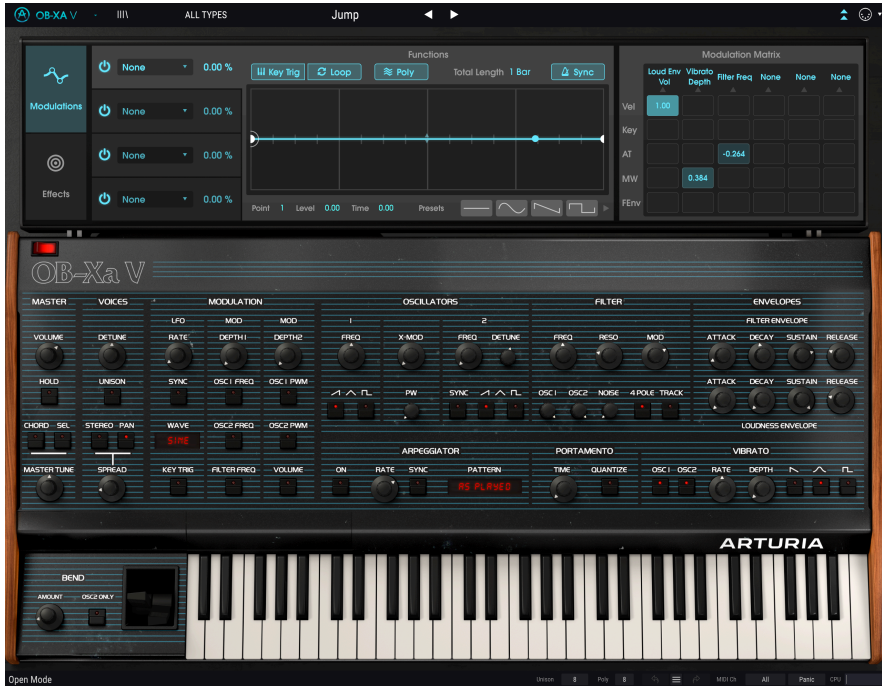 OB-XA V
ALL TYPES
Jump
Functions
Modulation Matrix
Modulations
Effects
None 0.00 %
None 0.00 %
None 0.00 %
None 0.00 %
Key Trig Loop Poly Total Length 1 Bar Sync
Point 1 Level 0.00 Time 0.00 Presets
Loud Env Vol Vibrato Depth Filter Freq None None None
Vel 1.00
Key
AT -0.264
MW 0.384
FEnv
OB-Xa V
MASTER VOICES MODULATION OSCILLATORS FILTER ENVELOPES
LFO MOD MOD 1 2 FILTER ENVELOPE
VOLUME DETUNE RATE DEPTH1 DEPTH2 FREQ X-MOD FREQ DETUNE FREQ RESO MOD ATTACK DECAY SUSTAIN RELEASE
HOLD UNISON SYNC OSC1 FREQ OSC1 PWM PW SYNC OSC1 OSC2 NOISE 4 POLE TRACK ATTACK DECAY SUSTAIN RELEASE
CHORD SEL STEREO PAN WAVE OSC2 FREQ OSC2 PWM LOUDNESS ENVELOPE
SINE
ARPEGGIATOR PORTAMENTO VIBRATO
MASTER TUNE SPREAD KEY TRIG FILTER FREQ VOLUME ON RATE SYNC PATTERN TIME QUANTIZE OSC1 OSC2 RATE DEPTH
AS PLAYED
ARTURIA
BEND
AMOUNT OSC2 ONLY
Open Mode Unison 8 Poly 8 MIDI Ch All Panic CPU